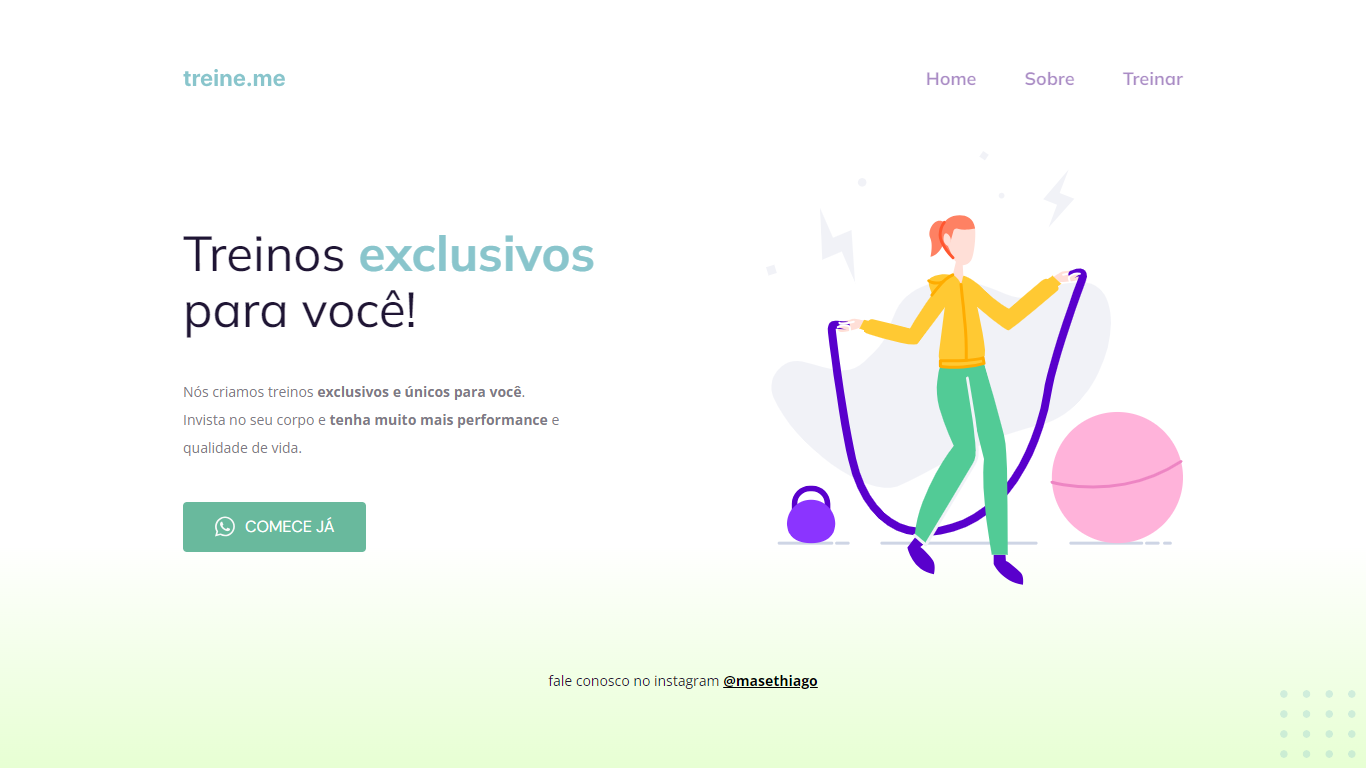 treine.me
Home Sobre Treinar
Treinos exclusivos
para você!
Nós criamos treinos exclusivos e únicos para você.
Invista no seu corpo e tenha muito mais performance e
qualidade de vida.
COMECE JÁ
fale conosco no instagram @masethiago